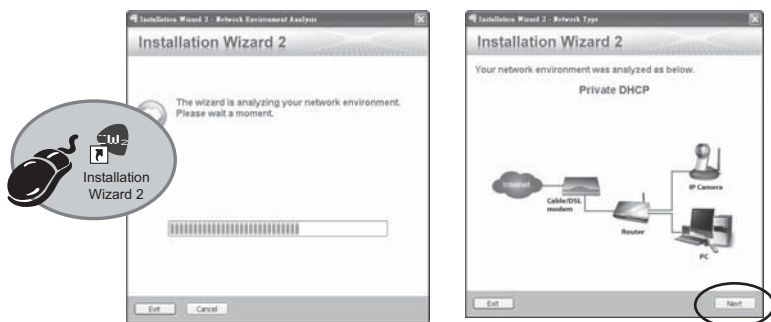 Installation Wizard 2 - Network Environment Analysis
Installation Wizard 2
The wizard is analyzing your network environment.
Please wait a moment.
IW2
Installation
Wizard 2
Exit
Cancel
Installation Wizard 2 - Network Type
Installation Wizard 2
Your network environment was analyzed as below.
Private DHCP
Internet
Cable/DSL
modem
IP Camera
Router
PC
Exit
Next